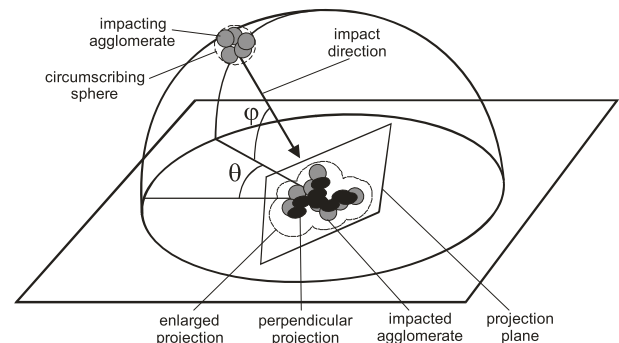 impacting
agglomerate
circumscribing
sphere
impact
direction
φ
θ
enlarged
projection
perpendicular
projection
impacted
agglomerate
projection
plane